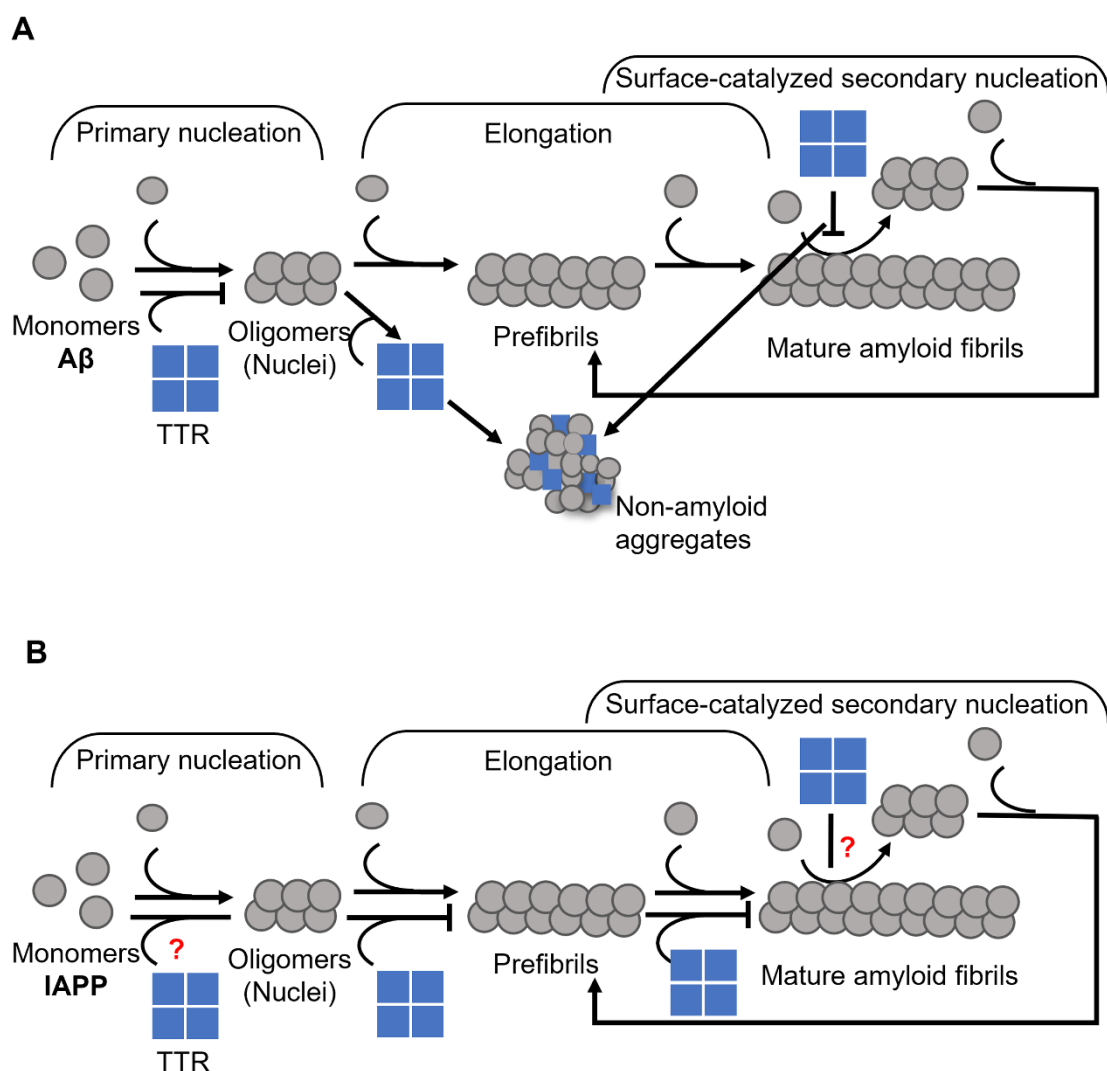 A
Surface-catalyzed secondary nucleation
Primary nucleation
Elongation
Monomers
Aβ
Oligomers
(Nuclei)
Prefibrils
Mature amyloid fibrils
TTR
Non-amyloid
aggregates
B
Surface-catalyzed secondary nucleation
Primary nucleation
Elongation
?
?
Monomers
IAPP
Oligomers
(Nuclei)
Prefibrils
Mature amyloid fibrils
TTR